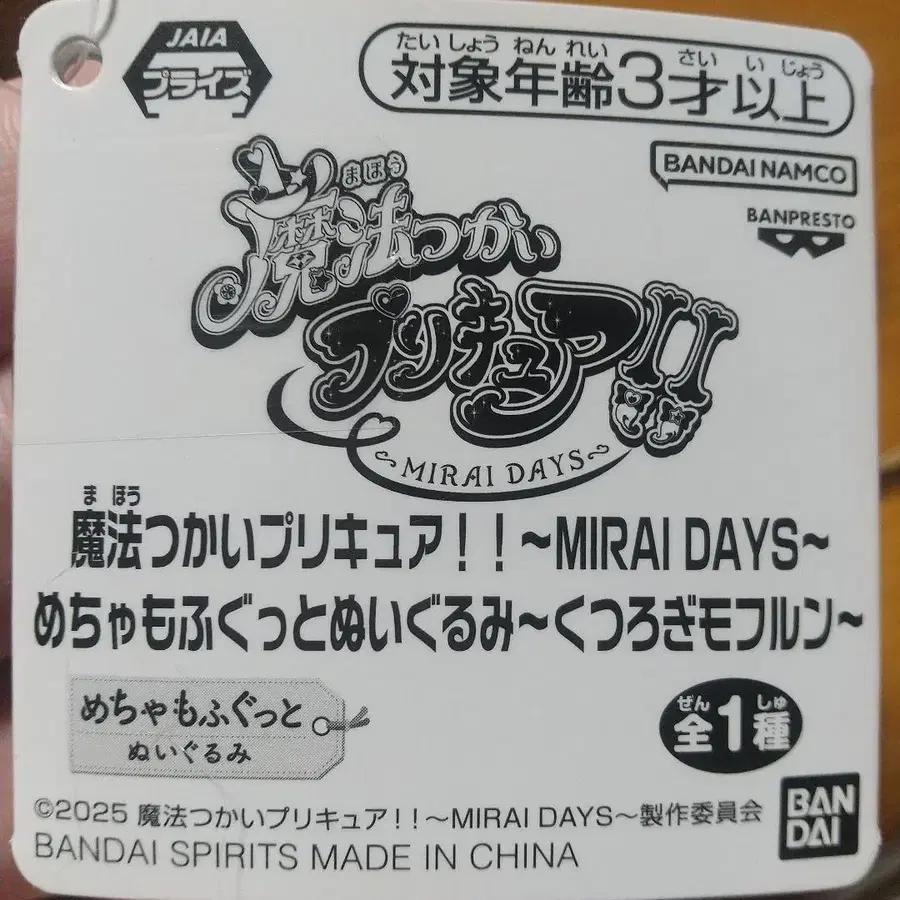 JAIA
プライズ
たいしょうねんれい さい いじょう
対象年齢3才以上
BANDAI NAMCO
BANPRESTO
まほう
魔法つかい
プリキュア!!
~MIRAI DAYS~
まほう
魔法つかいプリキュア！！~MIRAI DAYS~
めちゃもふぐっとぬいぐるみ~くつろぎモフルン~
めちゃもふぐっと
ぬいぐるみ
ぜん しゅ
全1種
©2025 魔法つかいプリキュア！！~MIRAI DAYS~製作委員会
BANDAI SPIRITS MADE IN CHINA
BAN
DAI